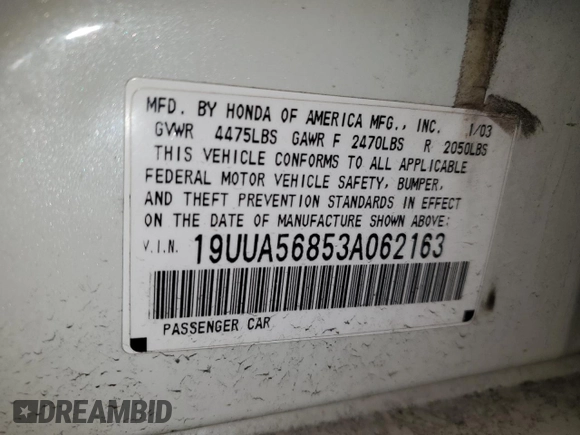 MFD. BY HONDA OF AMERICA MFG., INC. 1/03
GVWR 4475LBS GAWR F 2470LBS R 2050LBS
THIS VEHICLE CONFORMS TO ALL APPLICABLE
FEDERAL MOTOR VEHICLE SAFETY, BUMPER,
AND THEFT PREVENTION STANDARDS IN EFFECT
ON THE DATE OF MANUFACTURE SHOWN ABOVE:
V.I.N. 19UUA56853A062163
PASSENGER CAR
DREAMBID